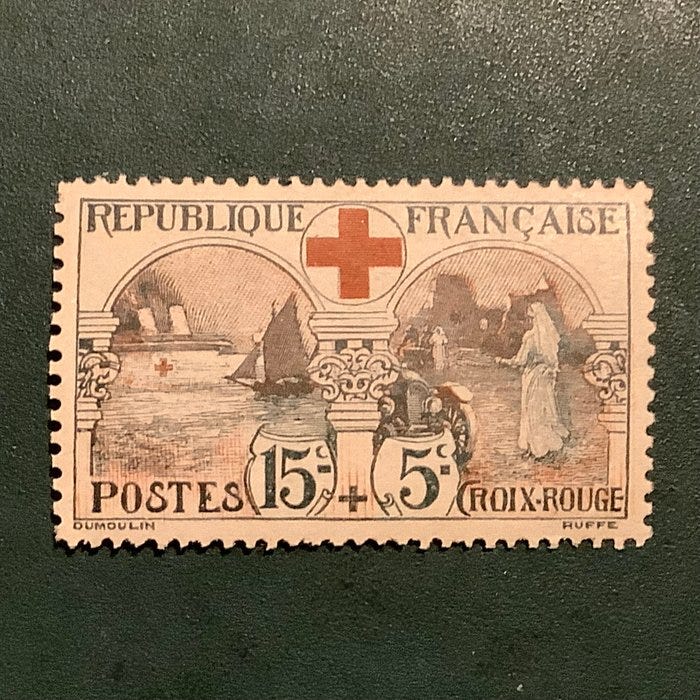 REPUBLIQUE FRANÇAISE
POSTES 15c + 5c CROIX-ROUGE
DUMOULIN RUFFE